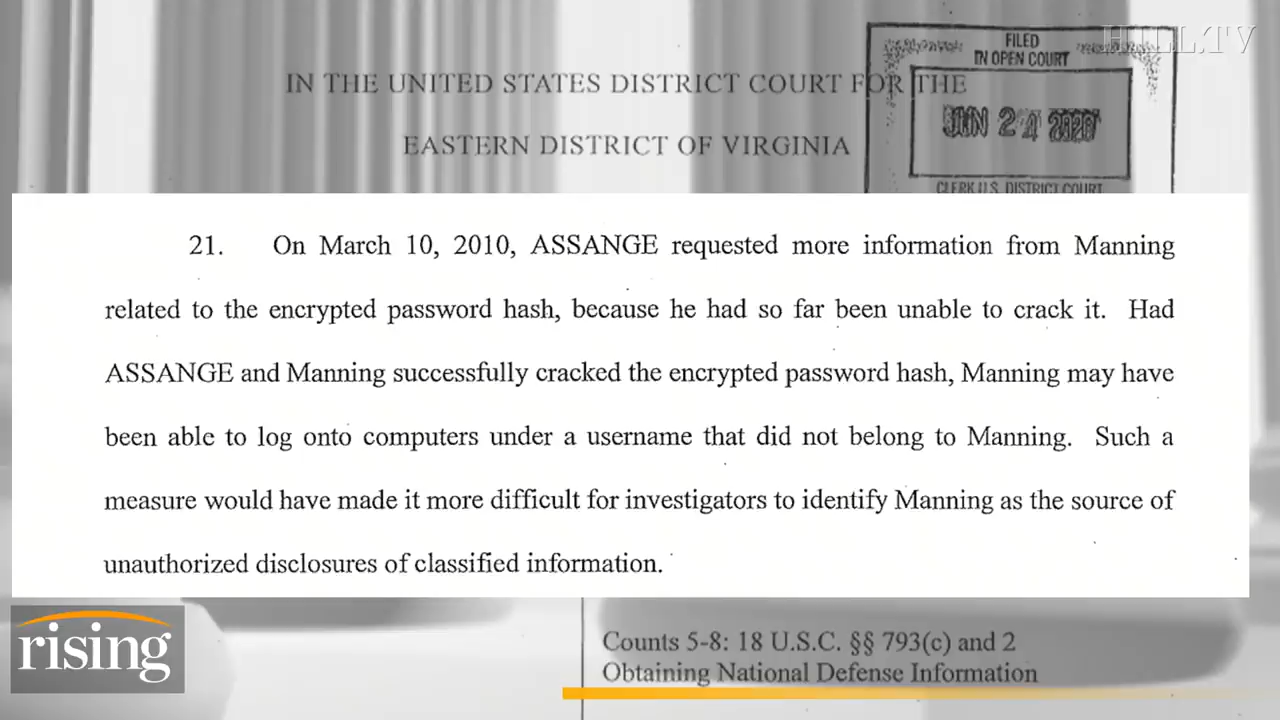 HILL.TV
FILED
IN OPEN COURT
JUN 24 2020
CLERK U.S. DISTRICT COURT
IN THE UNITED STATES DISTRICT COURT FOR THE
EASTERN DISTRICT OF VIRGINIA
21. On March 10, 2010, ASSANGE requested more information from Manning
related to the encrypted password hash, because he had so far been unable to crack it. Had
ASSANGE and Manning successfully cracked the encrypted password hash, Manning may have
been able to log onto computers under a username that did not belong to Manning. Such a
measure would have made it more difficult for investigators to identify Manning as the source of
unauthorized disclosures of classified information.
rising
Counts 5-8: 18 U.S.C. §§ 793(c) and 2
Obtaining National Defense Information